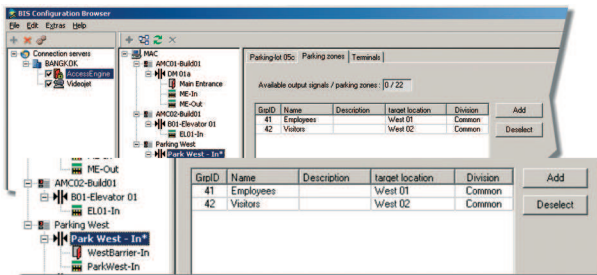 BIS Configuration Browser
File Edit Extras Help
Connection servers
BANGKOK
AccessEngine
Videojet
MAC
AMC01-Build01
DM 01a
Main Entrance
ME-In
ME-Out
AMC02-Build01
B01-Elevator 01
EL01-In
Parking West
Park West - In*
Parking-lot 05c Parking zones Terminals
Available output signals / parking zones : 0 / 22
GrpID Name Description target location Division
41 Employees West 01 Common
42 Visitors West 02 Common
Add
Deselect
ME-Out
AMC02-Build01
B01-Elevator 01
EL01-In
Parking West
Park West - In*
WestBarrier-In
ParkWest-In
GrpID Name Description target location Division
41 Employees West 01 Common
42 Visitors West 02 Common
Add
Deselect